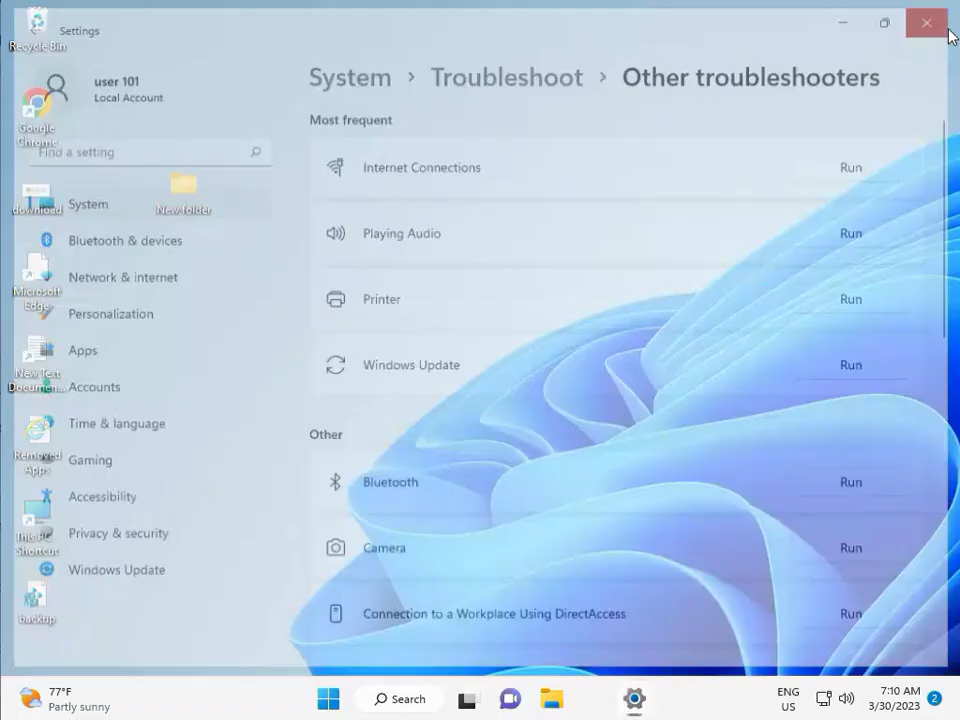 Recycle Bin
Settings
user 101
Local Account
System > Troubleshoot > Other troubleshooters
Google Chrome
Find a setting
Most frequent
Internet Connections Run
Playing Audio Run
Printer Run
Windows Update Run
Other
Bluetooth Run
Camera Run
Connection to a Workplace Using DirectAccess Run
download
System
New folder
Bluetooth & devices
Network & internet
Microsoft Edge
Personalization
Apps
New Text Documen...
Accounts
Time & language
Removed Apps
Gaming
Accessibility
This PC
Shortcut
Privacy & security
Windows Update
backup
77°F
Partly sunny
Search
ENG
US
7:10 AM
3/30/2023
2